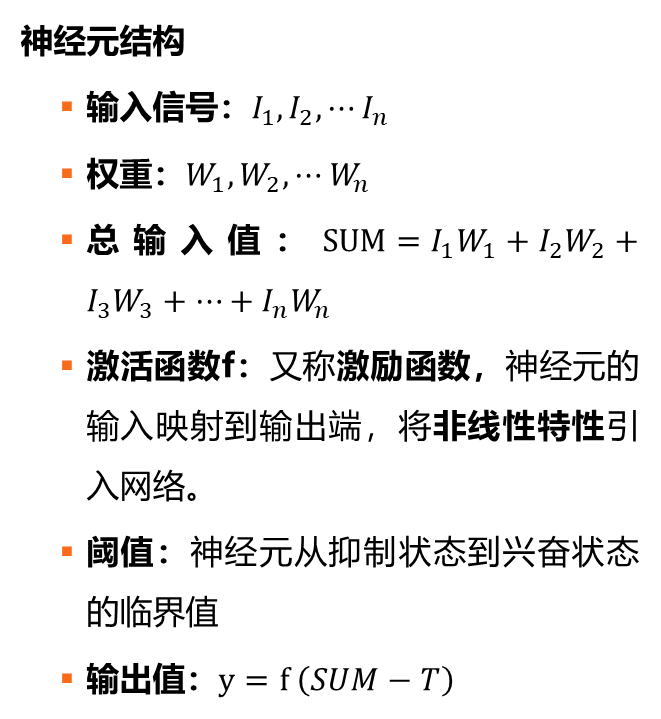 神经元结构
▪ 输入信号：I₁, I₂, ⋯ Iₙ
▪ 权重：W₁, W₂, ⋯ Wₙ
▪ 总输入值： SUM = I₁W₁ + I₂W₂ +
I₃W₃ + ⋯ + IₙWₙ
▪ 激活函数f：又称激励函数，神经元的
输入映射到输出端，将非线性特性引
入网络。
▪ 阈值：神经元从抑制状态到兴奋状态
的临界值
▪ 输出值：y = f (SUM − T)